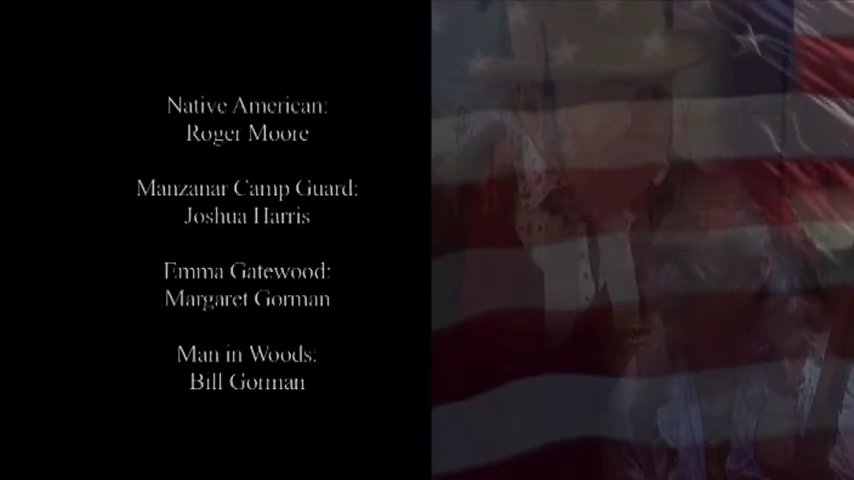 Native American:
Roger Moore
Manzanar Camp Guard:
Joshua Harris
Emma Gatewood:
Margaret Gorman
Man in Woods:
Bill Gorman